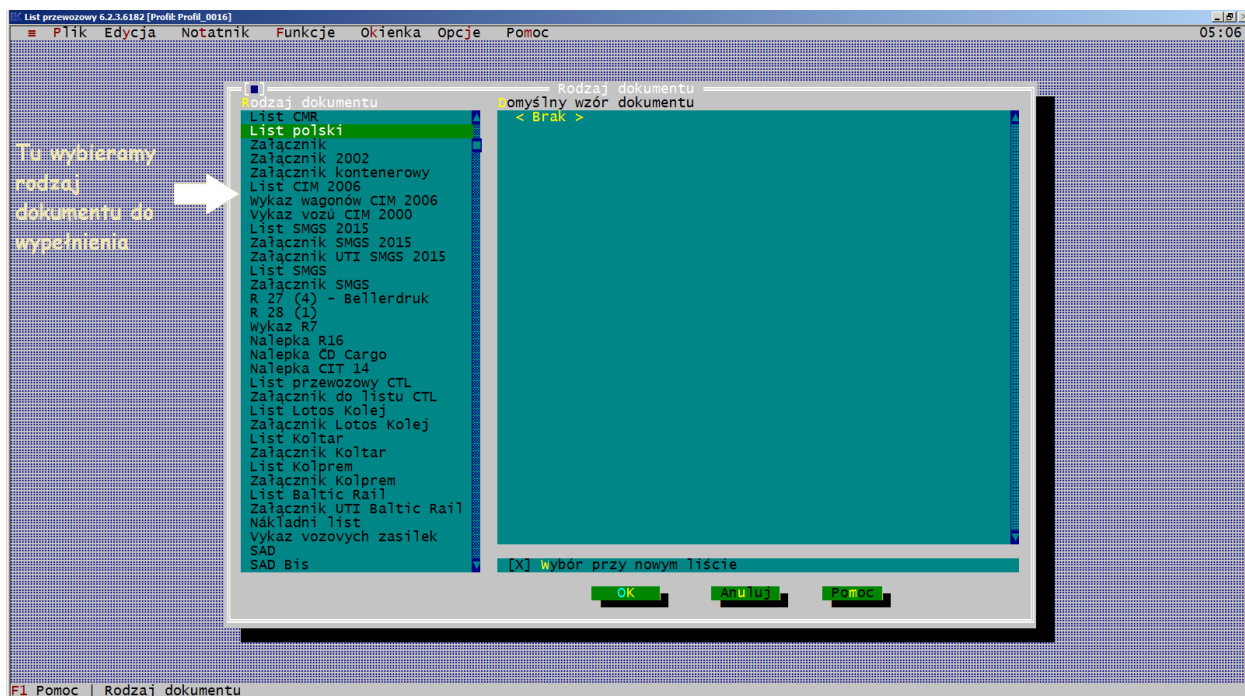 List przewozowy 6.2.3.6182 [Profil: Profil_0016]
≡ Plik Edycja Notatnik Funkcje Okienka Opcje Pomoc 05:06
Rodzaj dokumentu
Rodzaj dokumentu
List CMR
List polski
Załącznik
Załącznik 2002
Załącznik kontenerowy
List CIM 2006
Wykaz wagonów CIM 2006
Vykaz vozů CIM 2000
List SMGS 2015
Załącznik SMGS 2015
Załącznik UTI SMGS 2015
List SMGS
Załącznik SMGS
R 27 (4) - Bellerdruk
R 28 (1)
Wykaz R7
Nalepka R16
Nalepka ČD Cargo
Nalepka CIT 14
List przewozowy CTL
Załącznik do listu CTL
List Lotos Kolej
Załącznik Lotos Kolej
List Koltar
Załącznik Koltar
List Kolprem
Załącznik Kolprem
List Baltic Rail
Załącznik UTI Baltic Rail
Nákladni list
Vykaz vozovych zasilek
SAD
SAD Bis
Domyślny wzór dokumentu
< Brak >
[X] Wybór przy nowym liście
OK Anuluj Pomoc
Tu wybieramy
rodzaj
dokumentu do
wypełnienia
F1 Pomoc | Rodzaj dokumentu